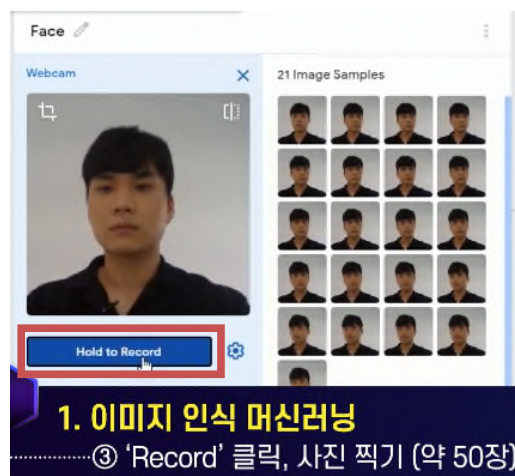 Face
Webcam
21 Image Samples
Hold to Record
1. 이미지 인식 머신러닝
③ 'Record' 클릭, 사진 찍기 (약 50장)